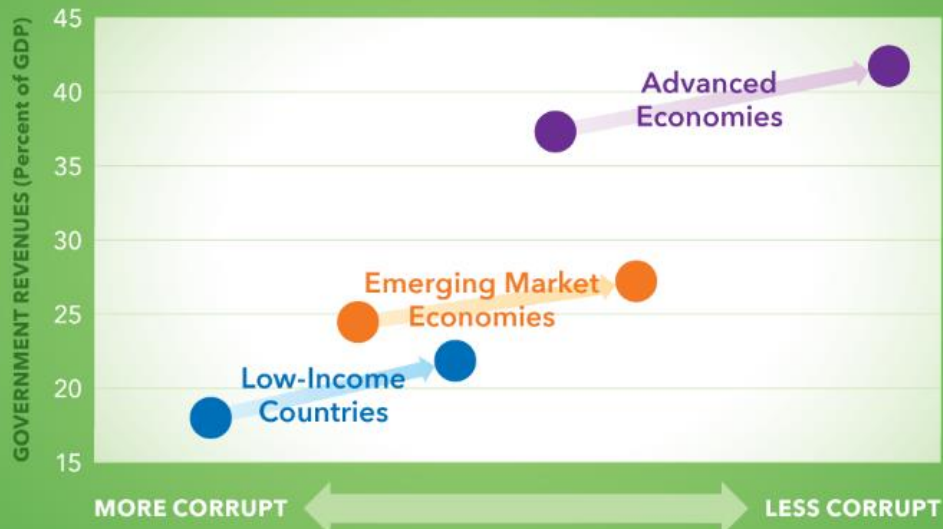 GOVERNMENT REVENUES (Percent of GDP)
45
40
35
30
25
20
15
Advanced
Economies
Emerging Market
Economies
Low-Income
Countries
MORE CORRUPT
LESS CORRUPT